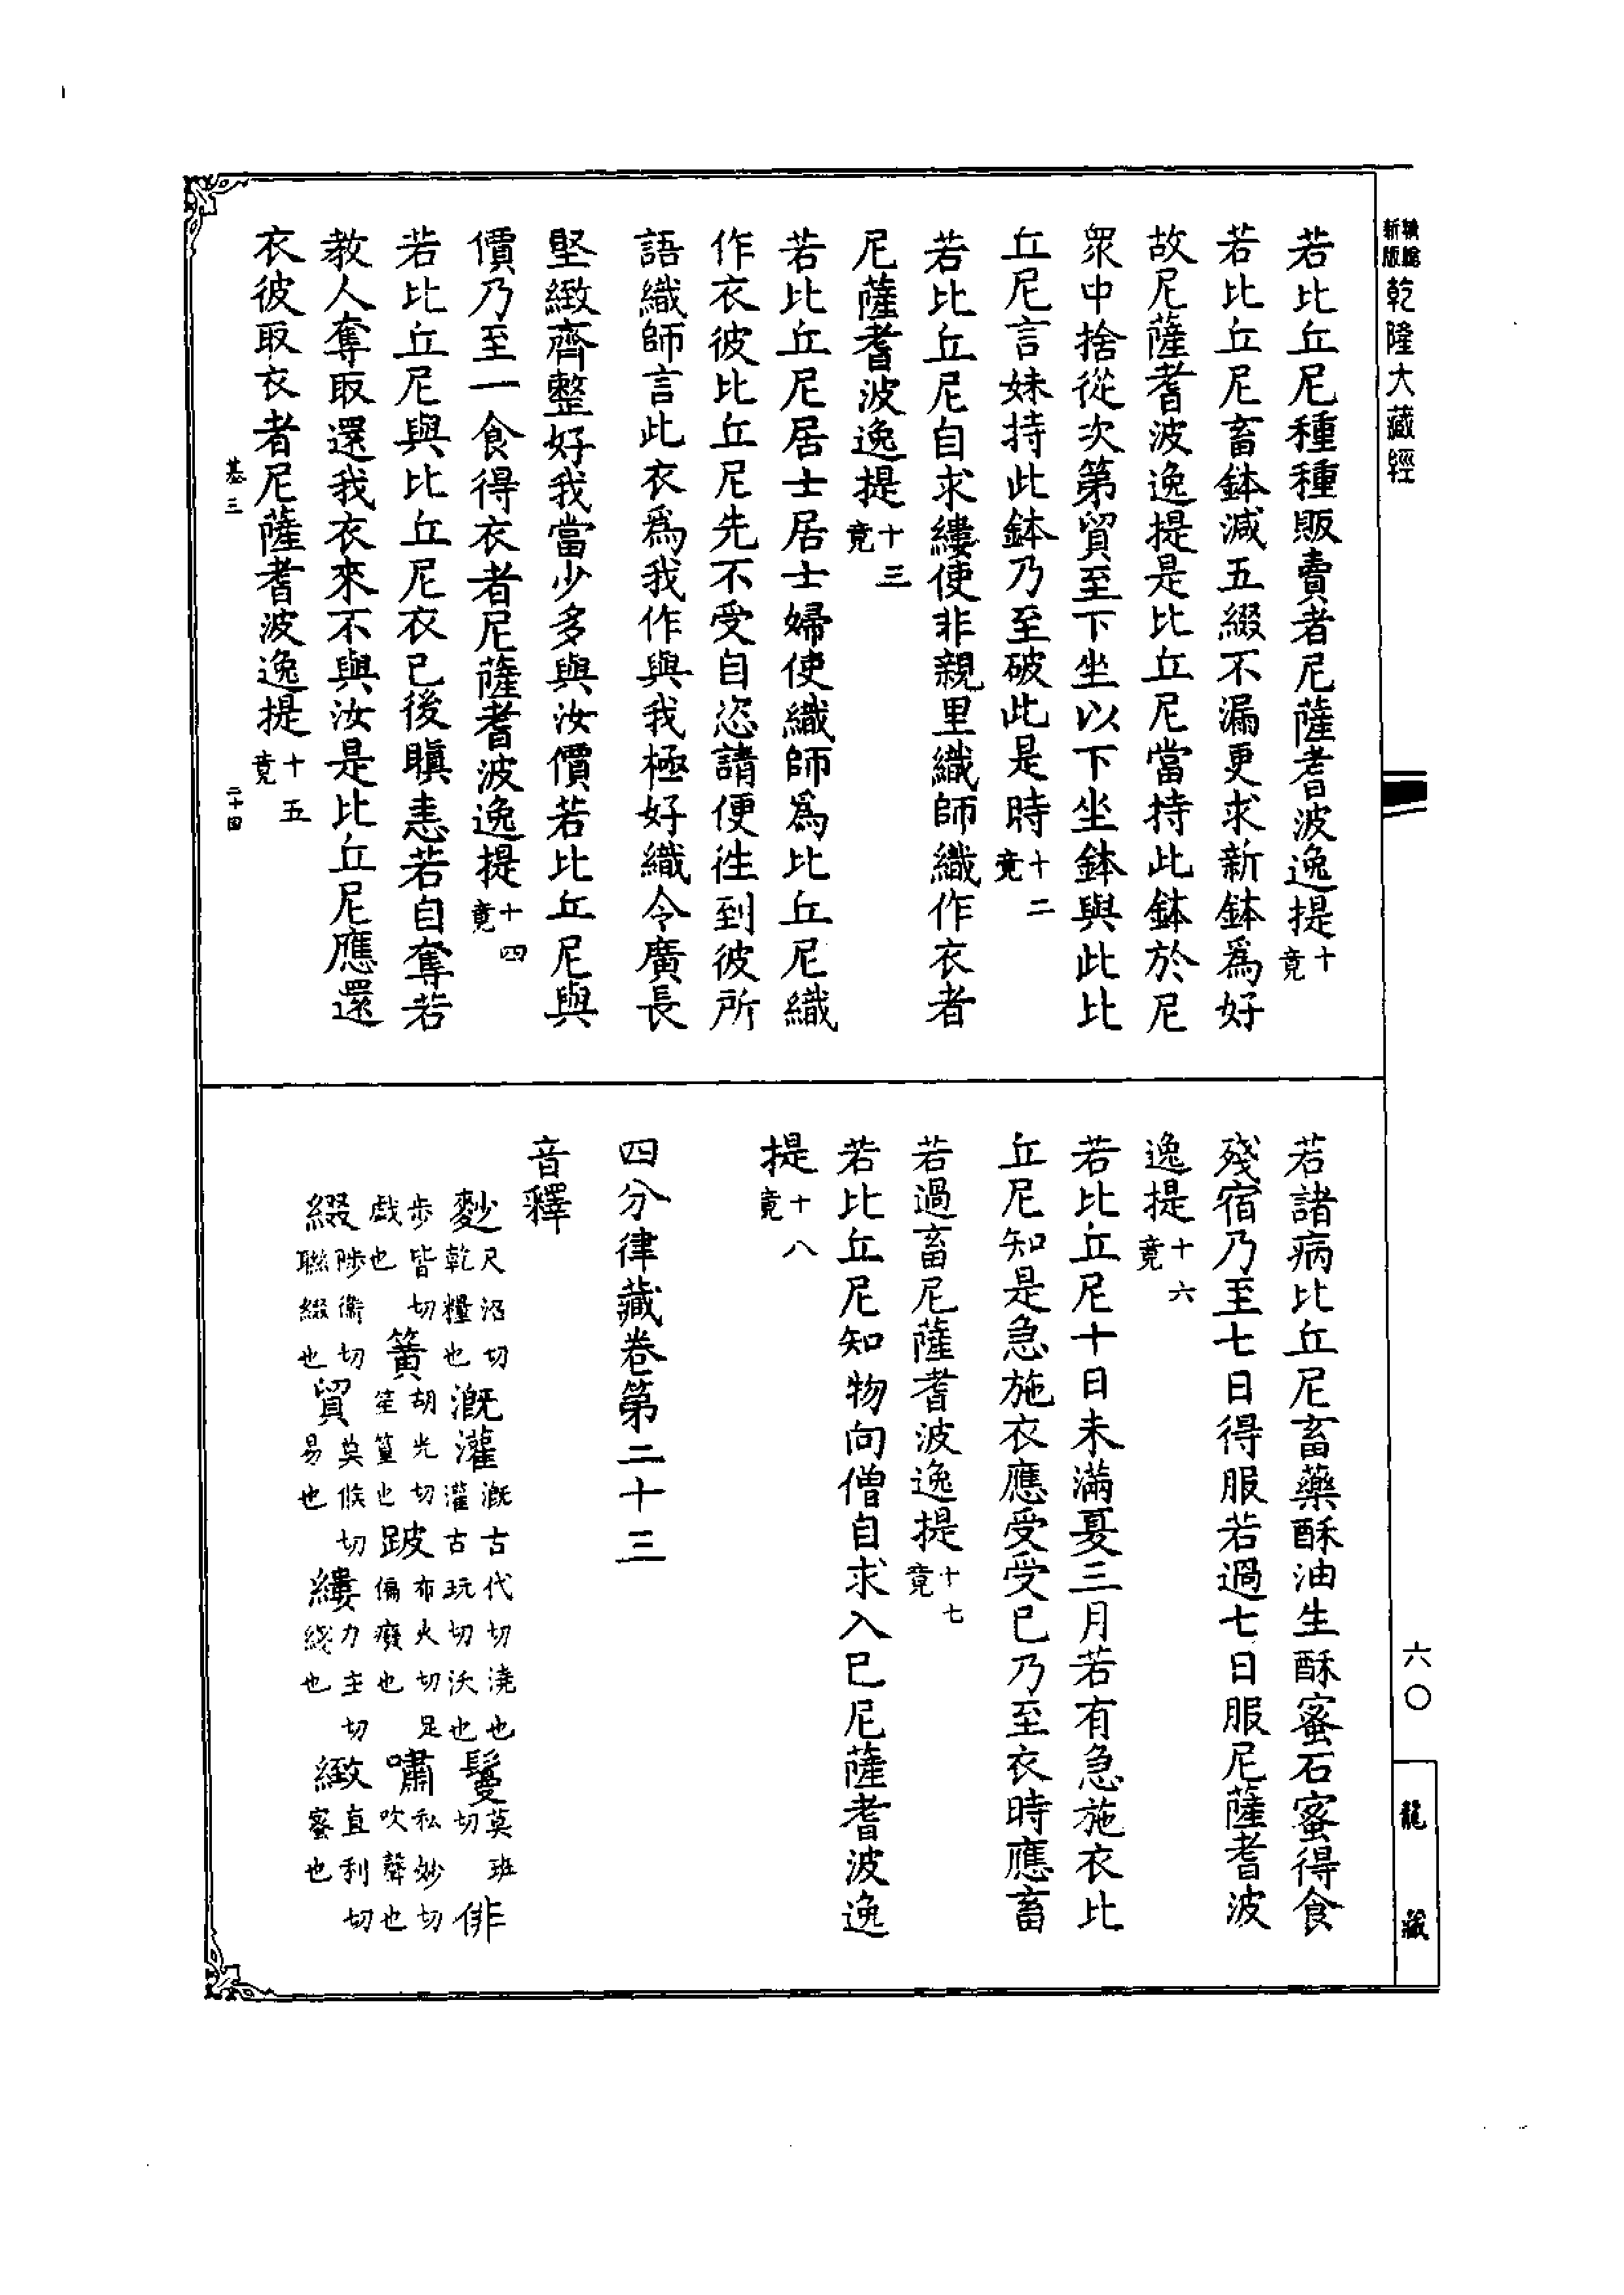 新版
乾隆大藏經
若比丘尼種種販賣者尼薩耆波逸提十竟
若比丘尼畜鉢減五綴不漏更求新鉢爲好
故尼薩耆波逸提是比丘尼當持此鉢於尼
衆中捨從次第貿至下坐以下坐鉢與此比
丘尼言妹持此鉢乃至破此是時十二竟
若比丘尼自求縷使非親里織師織作衣者
尼薩耆波逸提十三竟
若比丘尼居士居士婦使織師爲比丘尼織
作衣彼比丘尼先不受自恣請便往到彼所
語織師言此衣爲我作與我極好織令廣長
堅緻齊整好我當少多與汝價若比丘尼與
價乃至一食得衣者尼薩耆波逸提十四竟
若比丘尼與比丘尼衣已後瞋恚若自奪若
教人奪取還我衣來不與汝是比丘尼應還
衣彼取衣者尼薩耆波逸提十五竟
基三
二十四
若諸病比丘尼畜藥酥油生酥蜜石蜜得食
殘宿乃至七日得服若過七日服尼薩耆波
逸提十六竟
若比丘尼十日未滿夏三月若有急施衣比
丘尼知是急施衣應受受已乃至衣時應畜
若過畜尼薩耆波逸提十七竟
若比丘尼知物向僧自求入已尼薩耆波逸
提十八竟
四分律藏卷第二十三
音釋
麨尺沼切乾糧也 溉灌溉古代切澆也灌古玩切沃也 鬘莫班切 俳
步皆切戲也 簧胡光切笙簧也 跛布火切足偏癈也 嘯私妙切吹聲也
綴陟衞切聯綴也 貿莫候切易也 縷力主切綫也 緻直利切密也
六〇
龍藏